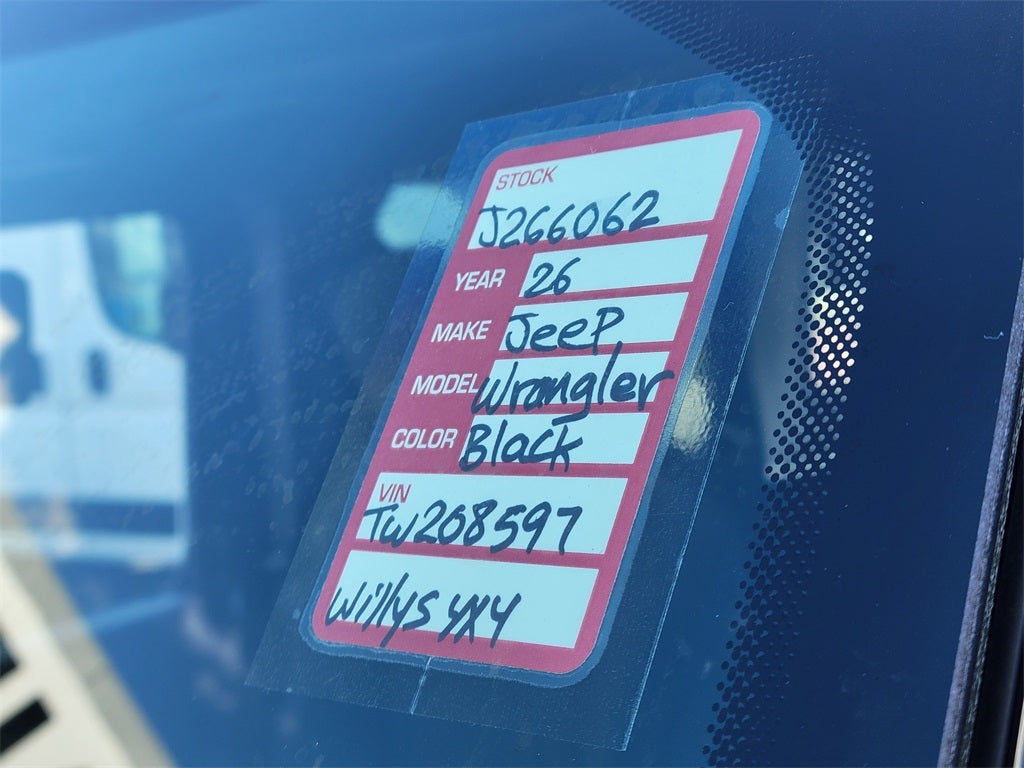 STOCK
J266062
YEAR 26
MAKE JeeP
MODEL Wrangler
COLOR Black
VIN
TW208597
Willys 4X4